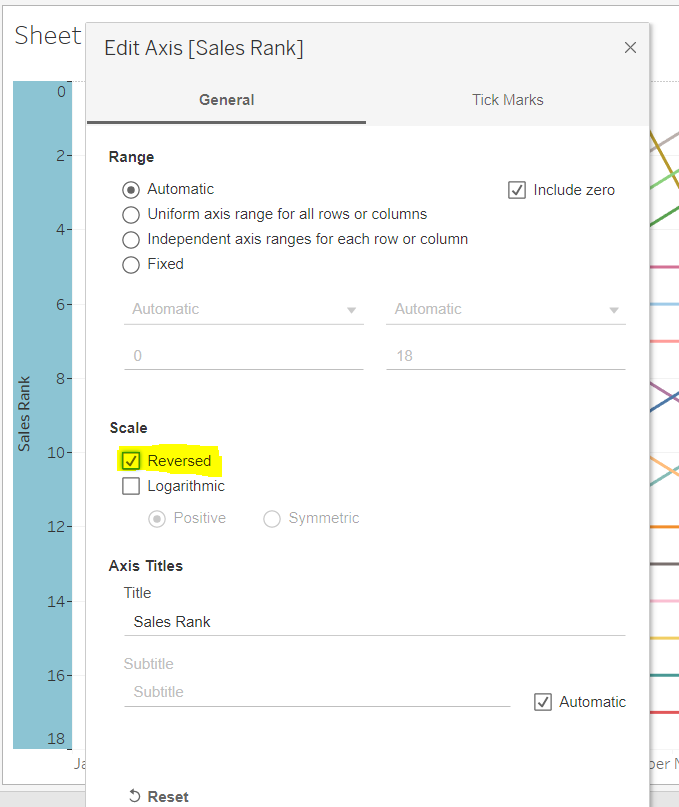 Sheet
Edit Axis [Sales Rank]
General
Tick Marks
Range
Automatic
Include zero
Uniform axis range for all rows or columns
Independent axis ranges for each row or column
Fixed
Automatic
Automatic
0
18
Scale
Reversed
Logarithmic
Positive
Symmetric
Axis Titles
Title
Sales Rank
Subtitle
Subtitle
Automatic
Reset
Sales Rank
0
2
4
6
8
10
12
14
16
18